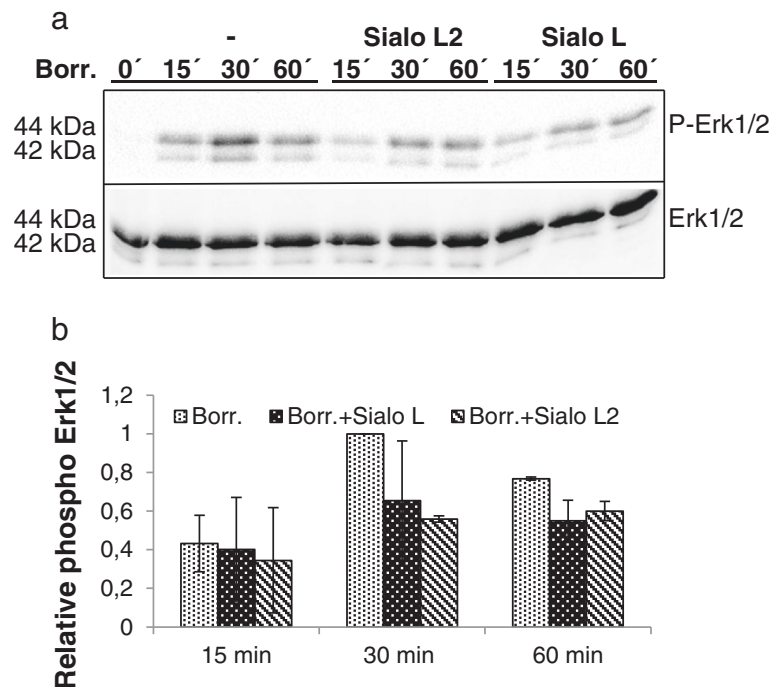 a
- Sialo L2 Sialo L
Borr. 0´ 15´ 30´ 60´ 15´ 30´ 60´ 15´ 30´ 60´
44 kDa
42 kDa
P-Erk1/2
44 kDa
42 kDa
Erk1/2
b
Relative phospho Erk1/2
1,2
1
0,8
0,6
0,4
0,2
0
Borr. Borr.+Sialo L Borr.+Sialo L2
15 min 30 min 60 min